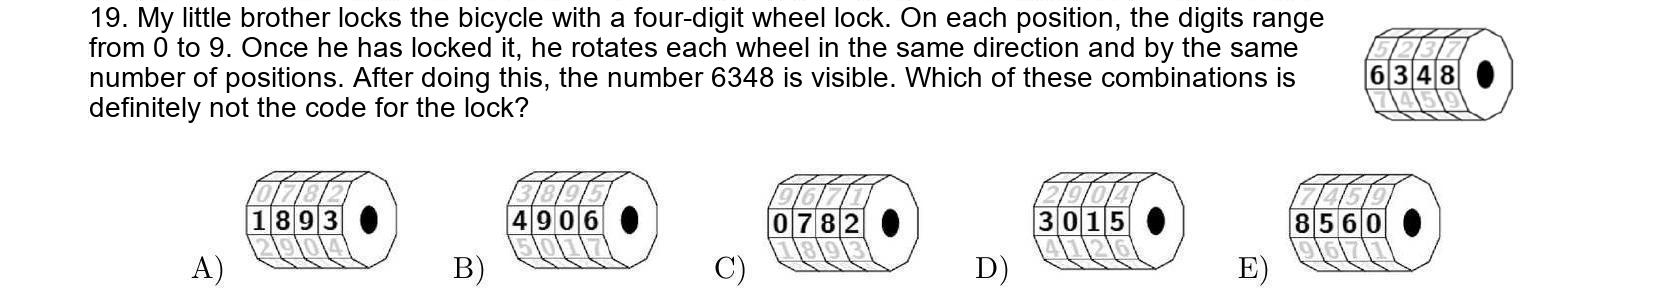 19. My little brother locks the bicycle with a four-digit wheel lock. On each position, the digits range
from 0 to 9. Once he has locked it, he rotates each wheel in the same direction and by the same
number of positions. After doing this, the number 6348 is visible. Which of these combinations is
definitely not the code for the lock?
5237
6348
7459
0782
1893
2904
A)
3895
4906
5017
B)
9671
0782
1893
C)
2904
3015
4126
D)
7459
8560
9671
E)